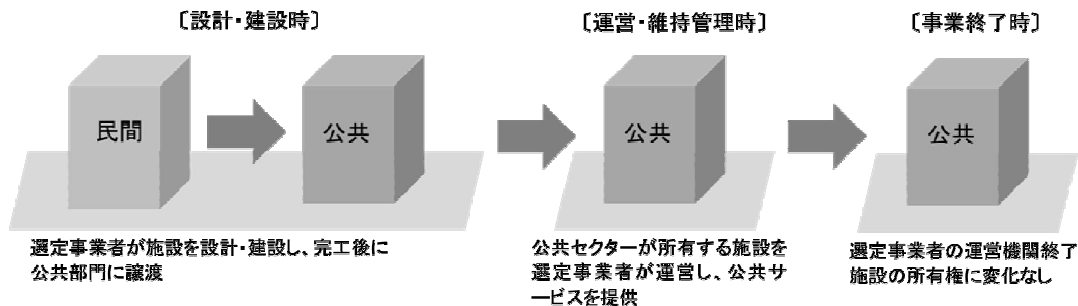 〔設計・建設時〕
〔運営・維持管理時〕
〔事業終了時〕
民間
公共
公共
公共
選定事業者が施設を設計・建設し、完工後に
公共部門に譲渡
公共セクターが所有する施設を
選定事業者が運営し、公共サ
ービスを提供
選定事業者の運営機関終了
施設の所有権に変化なし